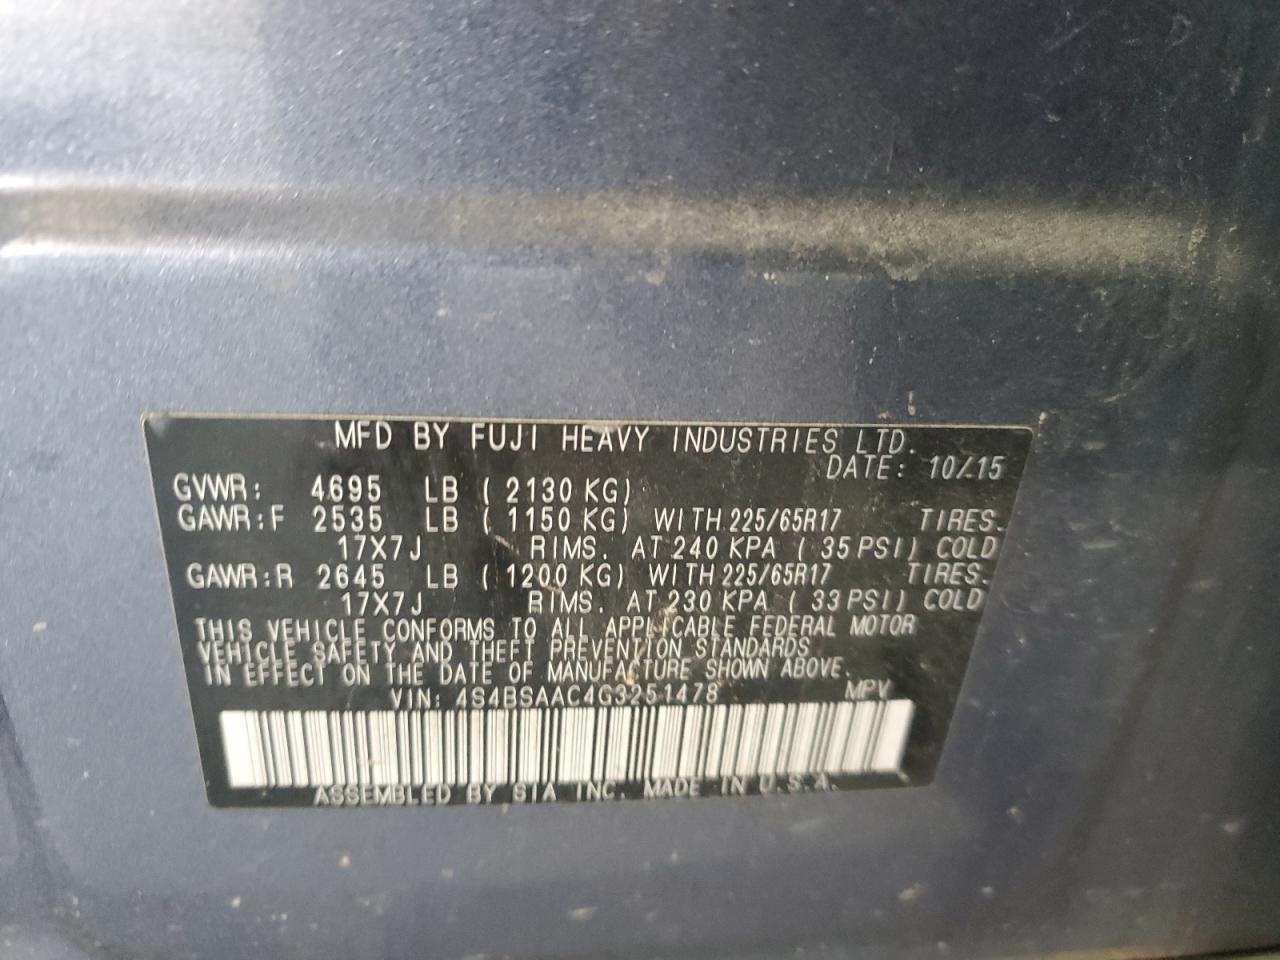 MFD BY FUJI HEAVY INDUSTRIES LTD.
DATE: 10/15
GVWR: 4695 LB ( 2130 KG)
GAWR:F 2535 LB ( 1150 KG) WITH 225/65R17 TIRES.
17X7J RIMS. AT 240 KPA ( 35 PSI) COLD
GAWR:R 2645 LB ( 1200 KG) WITH 225/65R17 TIRES.
17X7J RIMS. AT 230 KPA ( 33 PSI) COLD
THIS VEHICLE CONFORMS TO ALL APPLICABLE FEDERAL MOTOR
VEHICLE SAFETY AND THEFT PREVENTION STANDARDS
IN EFFECT ON THE DATE OF MANUFACTURE SHOWN ABOVE.
VIN: 4S4BSAAC4G3251478 MPV
ASSEMBLED BY SIA INC. MADE IN U.S.A.